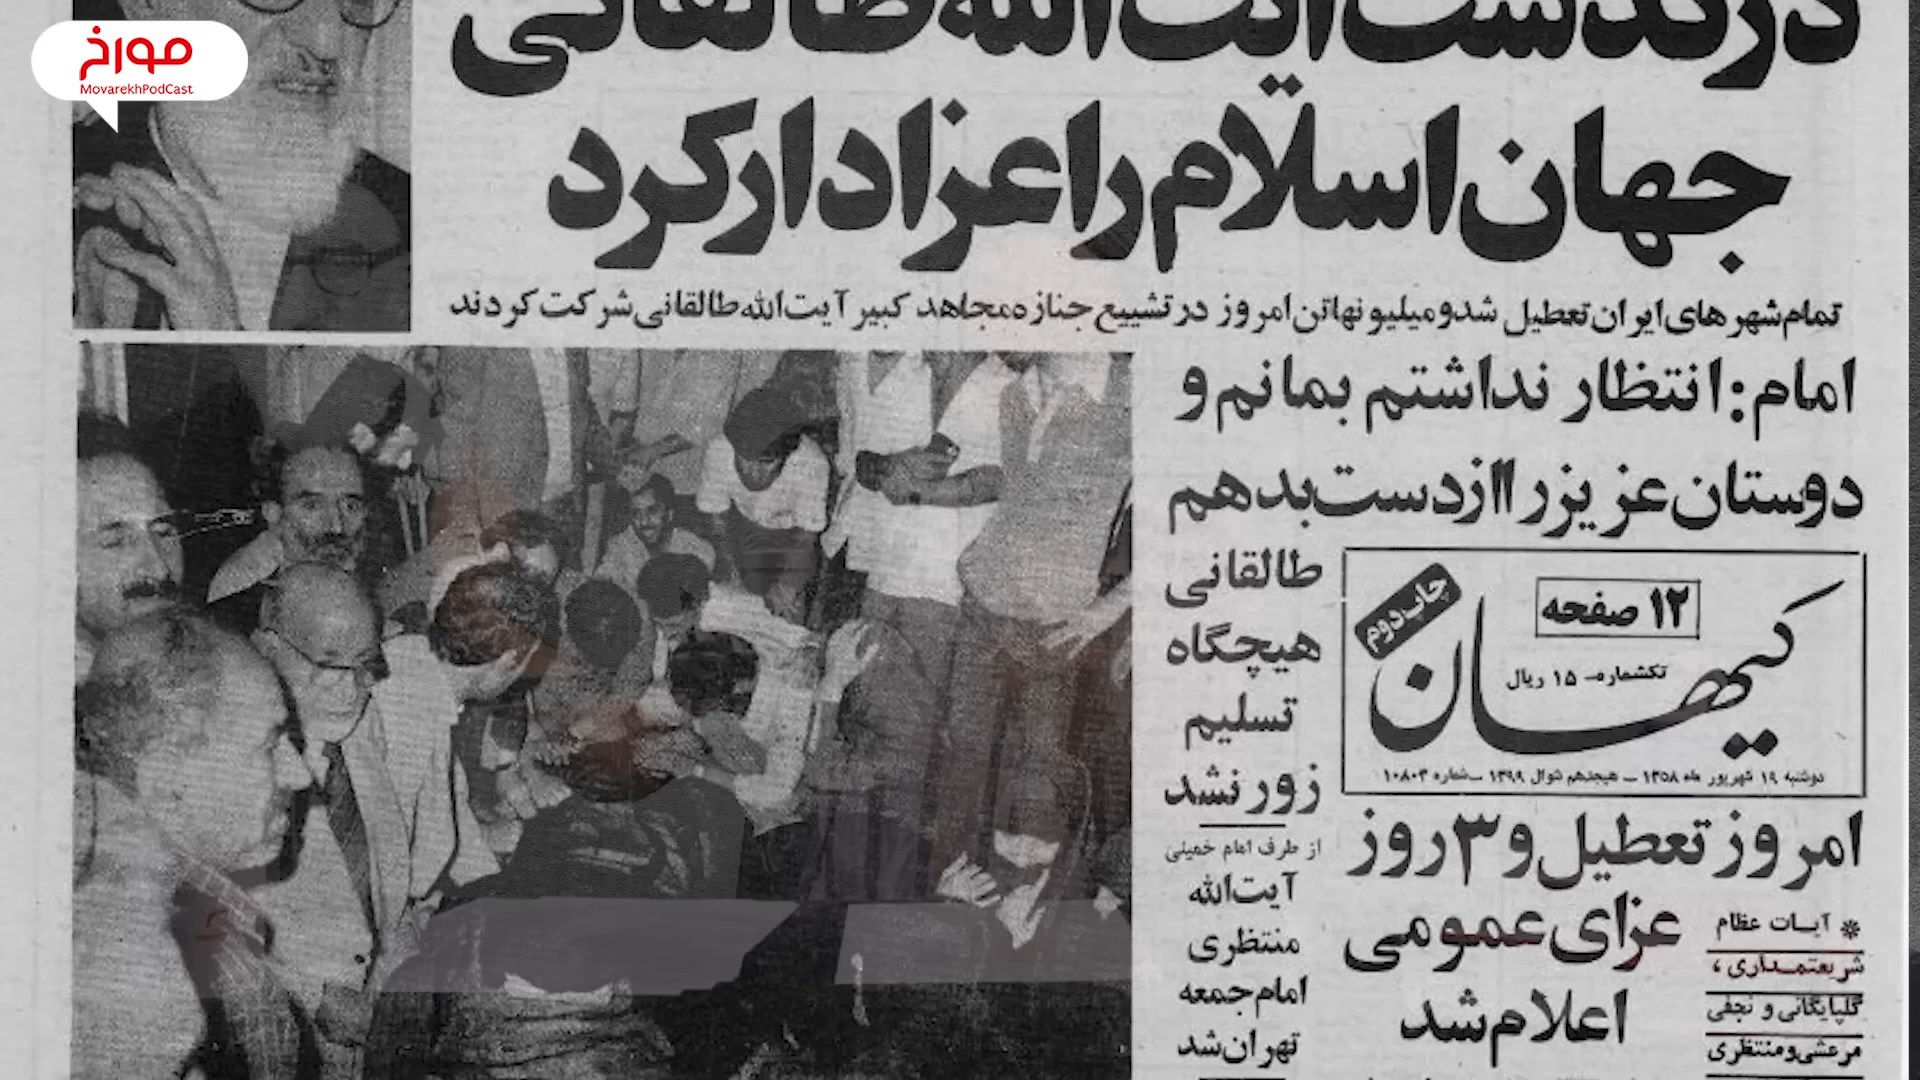 مورخ
MovarekhPodCast
درگذشت آیت‌الله طالقانی
جهان اسلام را عزادار کرد
تمام شهرهای ایران تعطیل شد و میلیونها تن امروز در تشییع جنازه مجاهد کبیر آیت‌الله طالقانی شرکت کردند
امام: انتظار نداشتم بمانم و
دوستان عزیز را از دست بدهم
۱۲ صفحه
چاپ دوم
کیهان
تکشماره– ۱۵ ریال
دوشنبه ۱۹ شهریور ماه ۱۳۵۸ – هیجدهم شوال ۱۳۹۹ – شماره ۱۰۸۰۳
طالقانی
هیچگاه
تسلیم
زور نشد
از طرف امام خمینی
آیت‌الله
منتظری
امام جمعه
تهران شد
امروز تعطیل و ۳ روز
عزای عمومی
اعلام شد
* آیات عظام
شریعتمداری ،
گلپایگانی و نجفی
مرعشی و منتظری